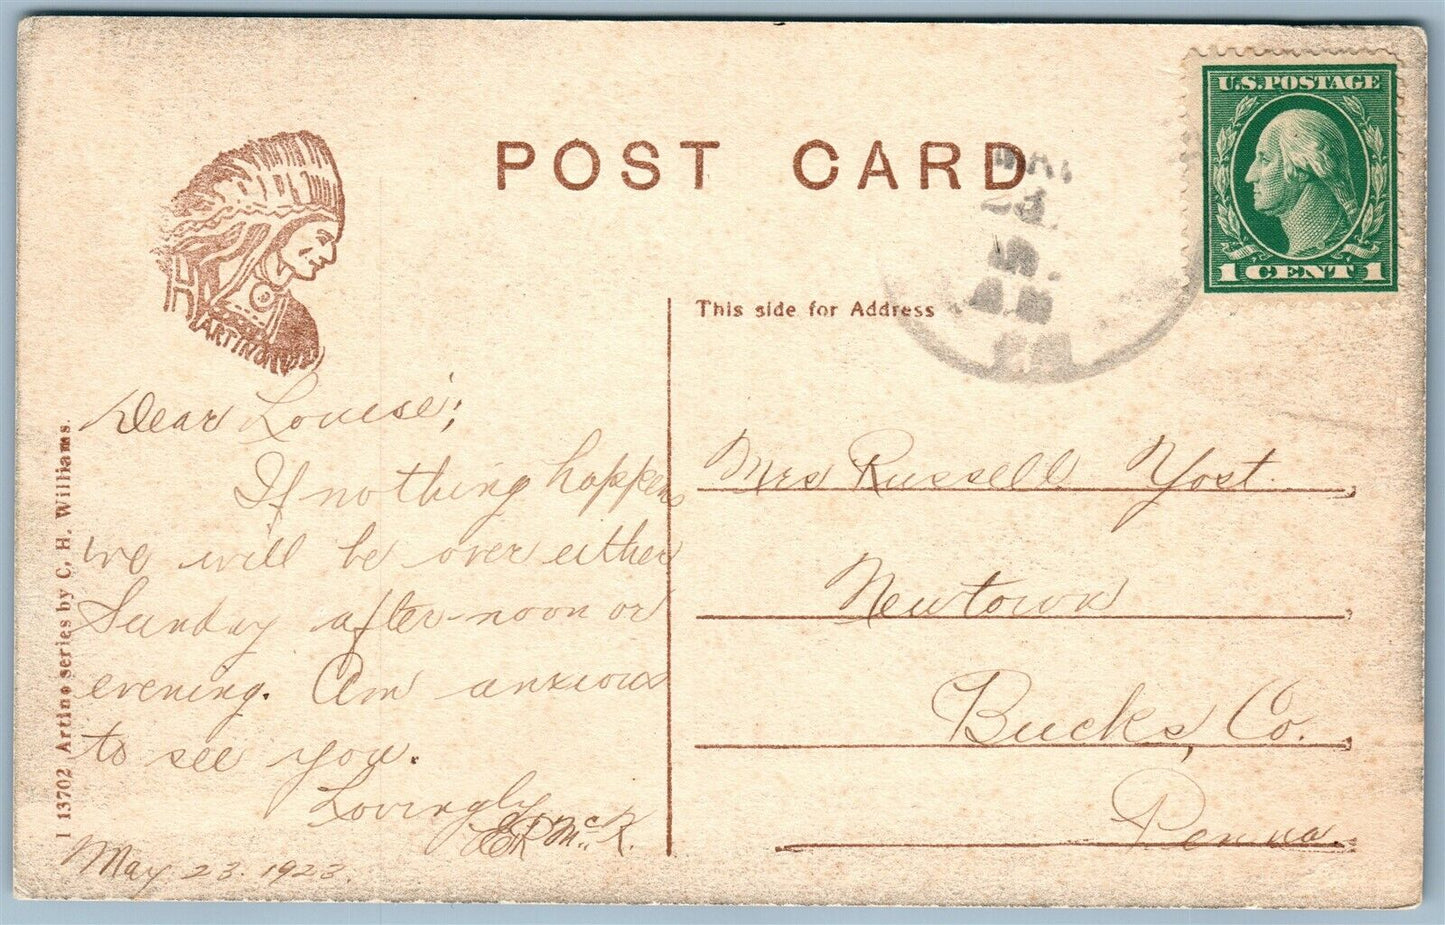 POST CARD
U.S.POSTAGE
1 CENT 1
This side for Address
I 13702 Artino series by C. H. Williams.
Dear Louise;
If nothing happens
we will be over either
Sunday after-noon or
evening. Am anxious
to see you.
Lovingly
May 23. 1923.
Mrs Russell Yost.
Newtown
Bucks, Co.
Penna.